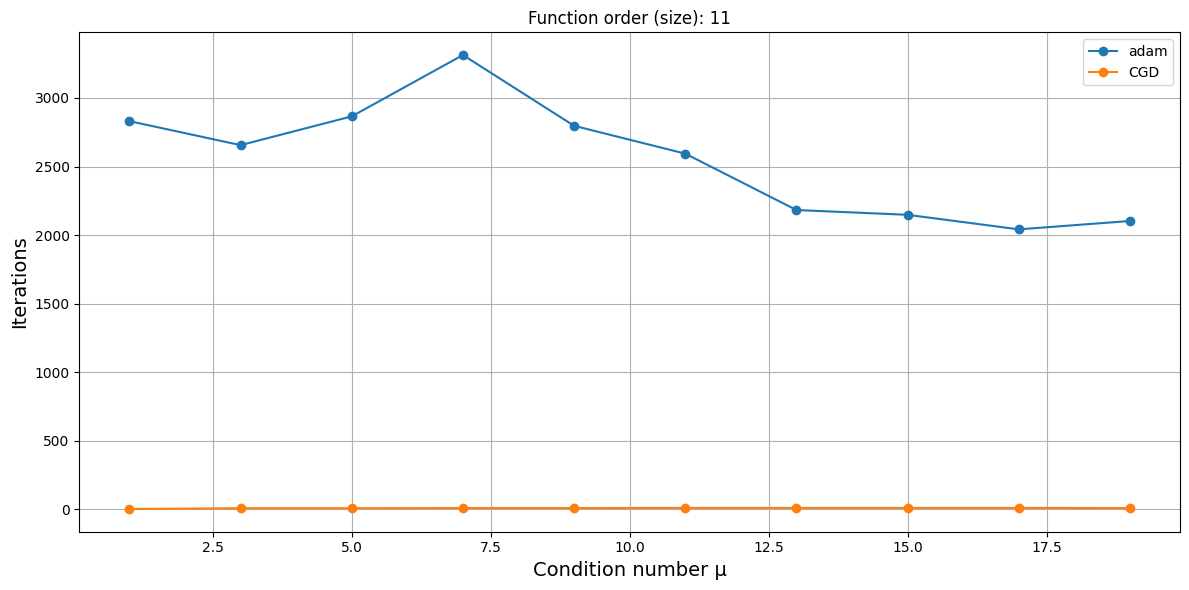 Function order (size): 11
adam
CGD
Iterations
3000
2500
2000
1500
1000
500
0
2.5 5.0 7.5 10.0 12.5 15.0 17.5
Condition number μ